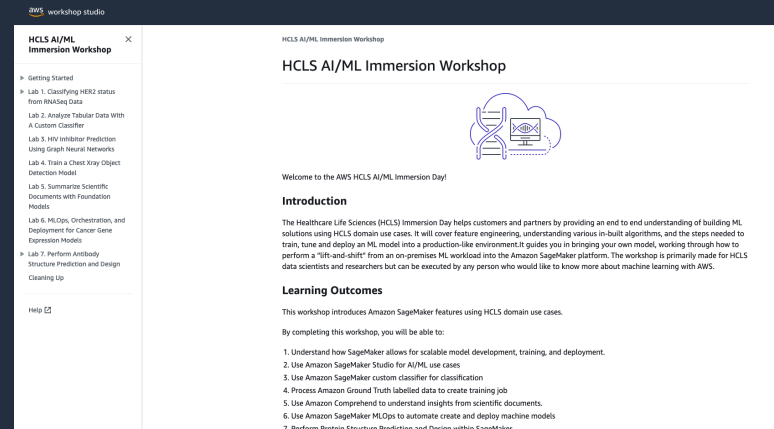 aws workshop studio
HCLS AI/ML
Immersion Workshop
Getting Started
Lab 1. Classifying HER2 status
from RNASeq Data
Lab 2. Analyze Tabular Data With
A Custom Classifier
Lab 3. HIV Inhibitor Prediction
Using Graph Neural Networks
Lab 4. Train a Chest Xray Object
Detection Model
Lab 5. Summarize Scientific
Documents with Foundation
Models
Lab 6. MLOps, Orchestration, and
Deployment for Cancer Gene
Expression Models
Lab 7. Perform Antibody
Structure Prediction and Design
Cleaning Up
Help
HCLS AI/ML Immersion Workshop
HCLS AI/ML Immersion Workshop
Welcome to the AWS HCLS AI/ML Immersion Day!
Introduction
The Healthcare Life Sciences (HCLS) Immersion Day helps customers and partners by providing an end to end understanding of building ML
solutions using HCLS domain use cases. It will cover feature engineering, understanding various in-built algorithms, and the steps needed to
train, tune and deploy an ML model into a production-like environment.It guides you in bringing your own model, working through how to
perform a "lift-and-shift" from an on-premises ML workload into the Amazon SageMaker platform. The workshop is primarily made for HCLS
data scientists and researchers but can be executed by any person who would like to know more about machine learning with AWS.
Learning Outcomes
This workshop introduces Amazon SageMaker features using HCLS domain use cases.
By completing this workshop, you will be able to:
1. Understand how SageMaker allows for scalable model development, training, and deployment.
2. Use Amazon SageMaker Studio for AI/ML use cases
3. Use Amazon SageMaker custom classifier for classification
4. Process Amazon Ground Truth labelled data to create training job
5. Use Amazon Comprehend to understand insights from scientific documents.
6. Use Amazon SageMaker MLOps to automate create and deploy machine models
7. Perform Protein Structure Prediction and Design within SageMaker